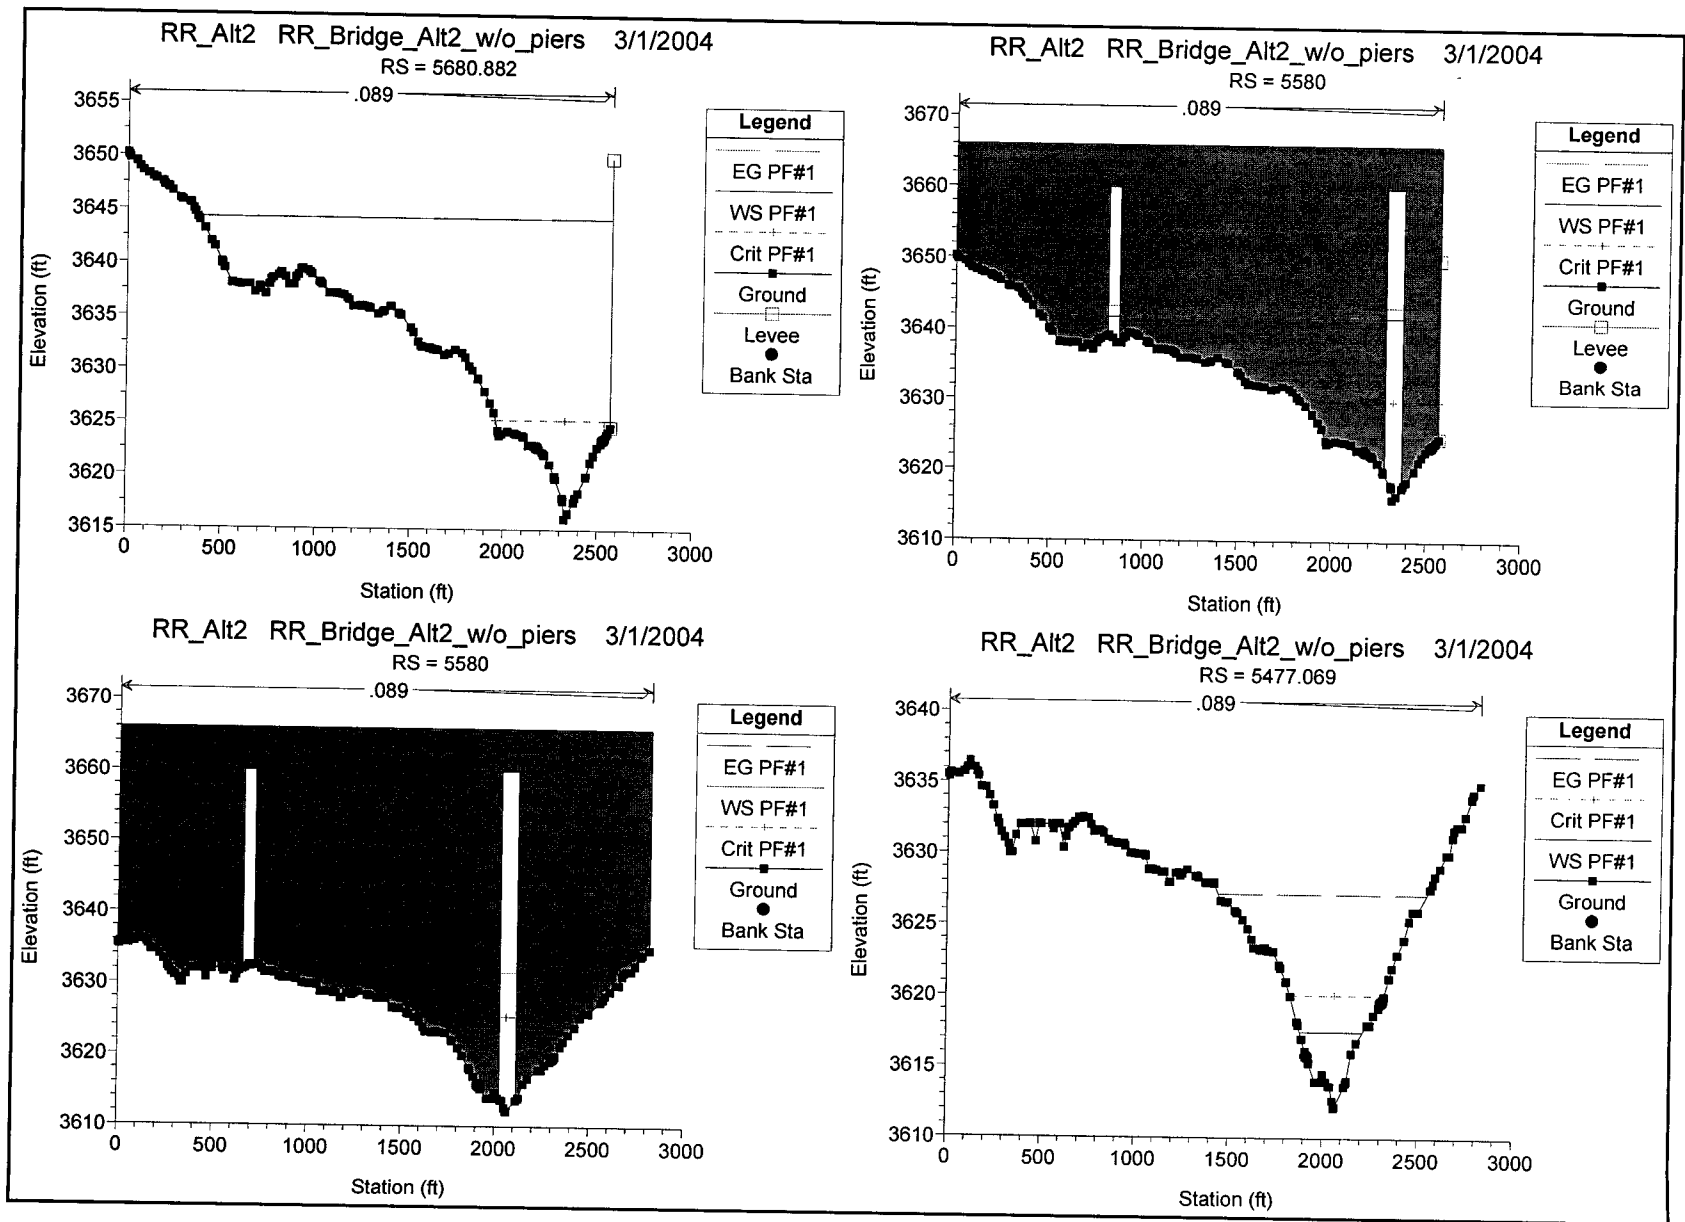 RR_Alt2 RR_Bridge_Alt2_w/o_piers 3/1/2004
RS = 5680.882
.089
3655
3650
3645
3640
3635
3630
3625
3620
3615
Elevation (ft)
0 500 1000 1500 2000 2500 3000
Station (ft)
Legend
EG PF#1
WS PF#1
Crit PF#1
Ground
Levee
Bank Sta
RR_Alt2 RR_Bridge_Alt2_w/o_piers 3/1/2004
RS = 5580
.089
3670
3660
3650
3640
3630
3620
3610
Elevation (ft)
0 500 1000 1500 2000 2500 3000
Station (ft)
Legend
EG PF#1
WS PF#1
Crit PF#1
Ground
Levee
Bank Sta
RR_Alt2 RR_Bridge_Alt2_w/o_piers 3/1/2004
RS = 5580
.089
3670
3660
3650
3640
3630
3620
3610
Elevation (ft)
0 500 1000 1500 2000 2500 3000
Station (ft)
Legend
EG PF#1
WS PF#1
Crit PF#1
Ground
Bank Sta
RR_Alt2 RR_Bridge_Alt2_w/o_piers 3/1/2004
RS = 5477.069
.089
3640
3635
3630
3625
3620
3615
3610
Elevation (ft)
0 500 1000 1500 2000 2500 3000
Station (ft)
Legend
EG PF#1
Crit PF#1
WS PF#1
Ground
Bank Sta